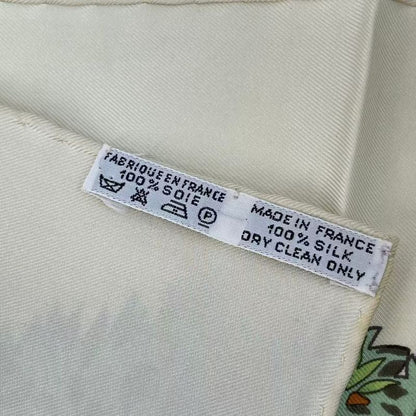 FABRIQUE EN FRANCE
100% SOIE
P
MADE IN FRANCE
100% SILK
DRY CLEAN ONLY